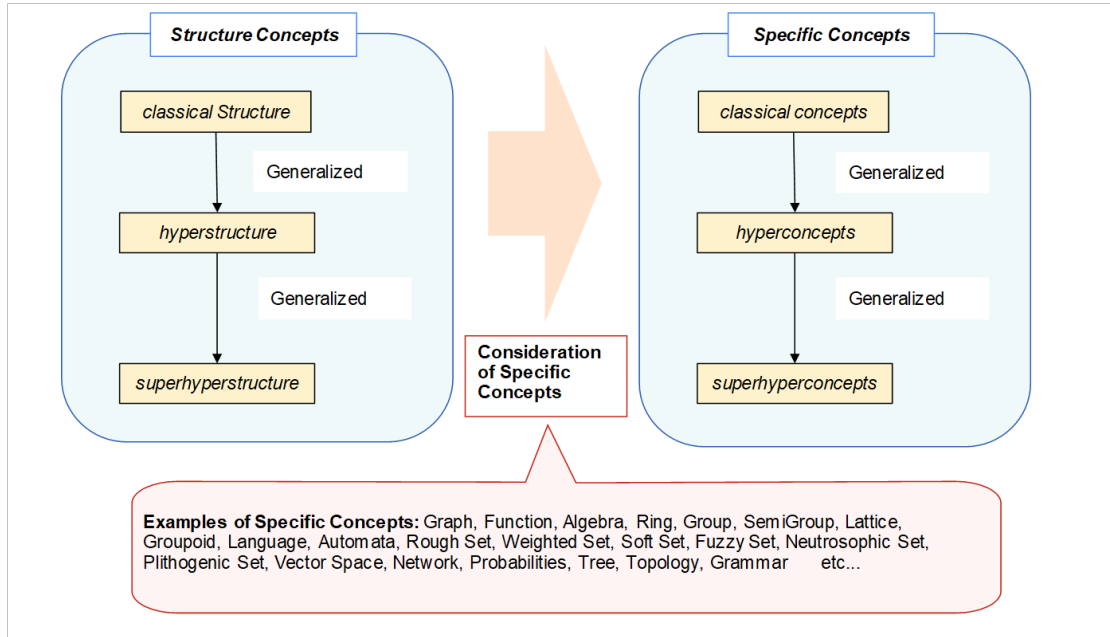 Structure Concepts
classical Structure
Generalized
hyperstructure
Generalized
superhyperstructure
Consideration
of Specific
Concepts
Specific Concepts
classical concepts
Generalized
hyperconcepts
Generalized
superhyperconcepts
Examples of Specific Concepts: Graph, Function, Algebra, Ring, Group, SemiGroup, Lattice,
Groupoid, Language, Automata, Rough Set, Weighted Set, Soft Set, Fuzzy Set, Neutrosophic Set,
Plithogenic Set, Vector Space, Network, Probabilities, Tree, Topology, Grammar etc...